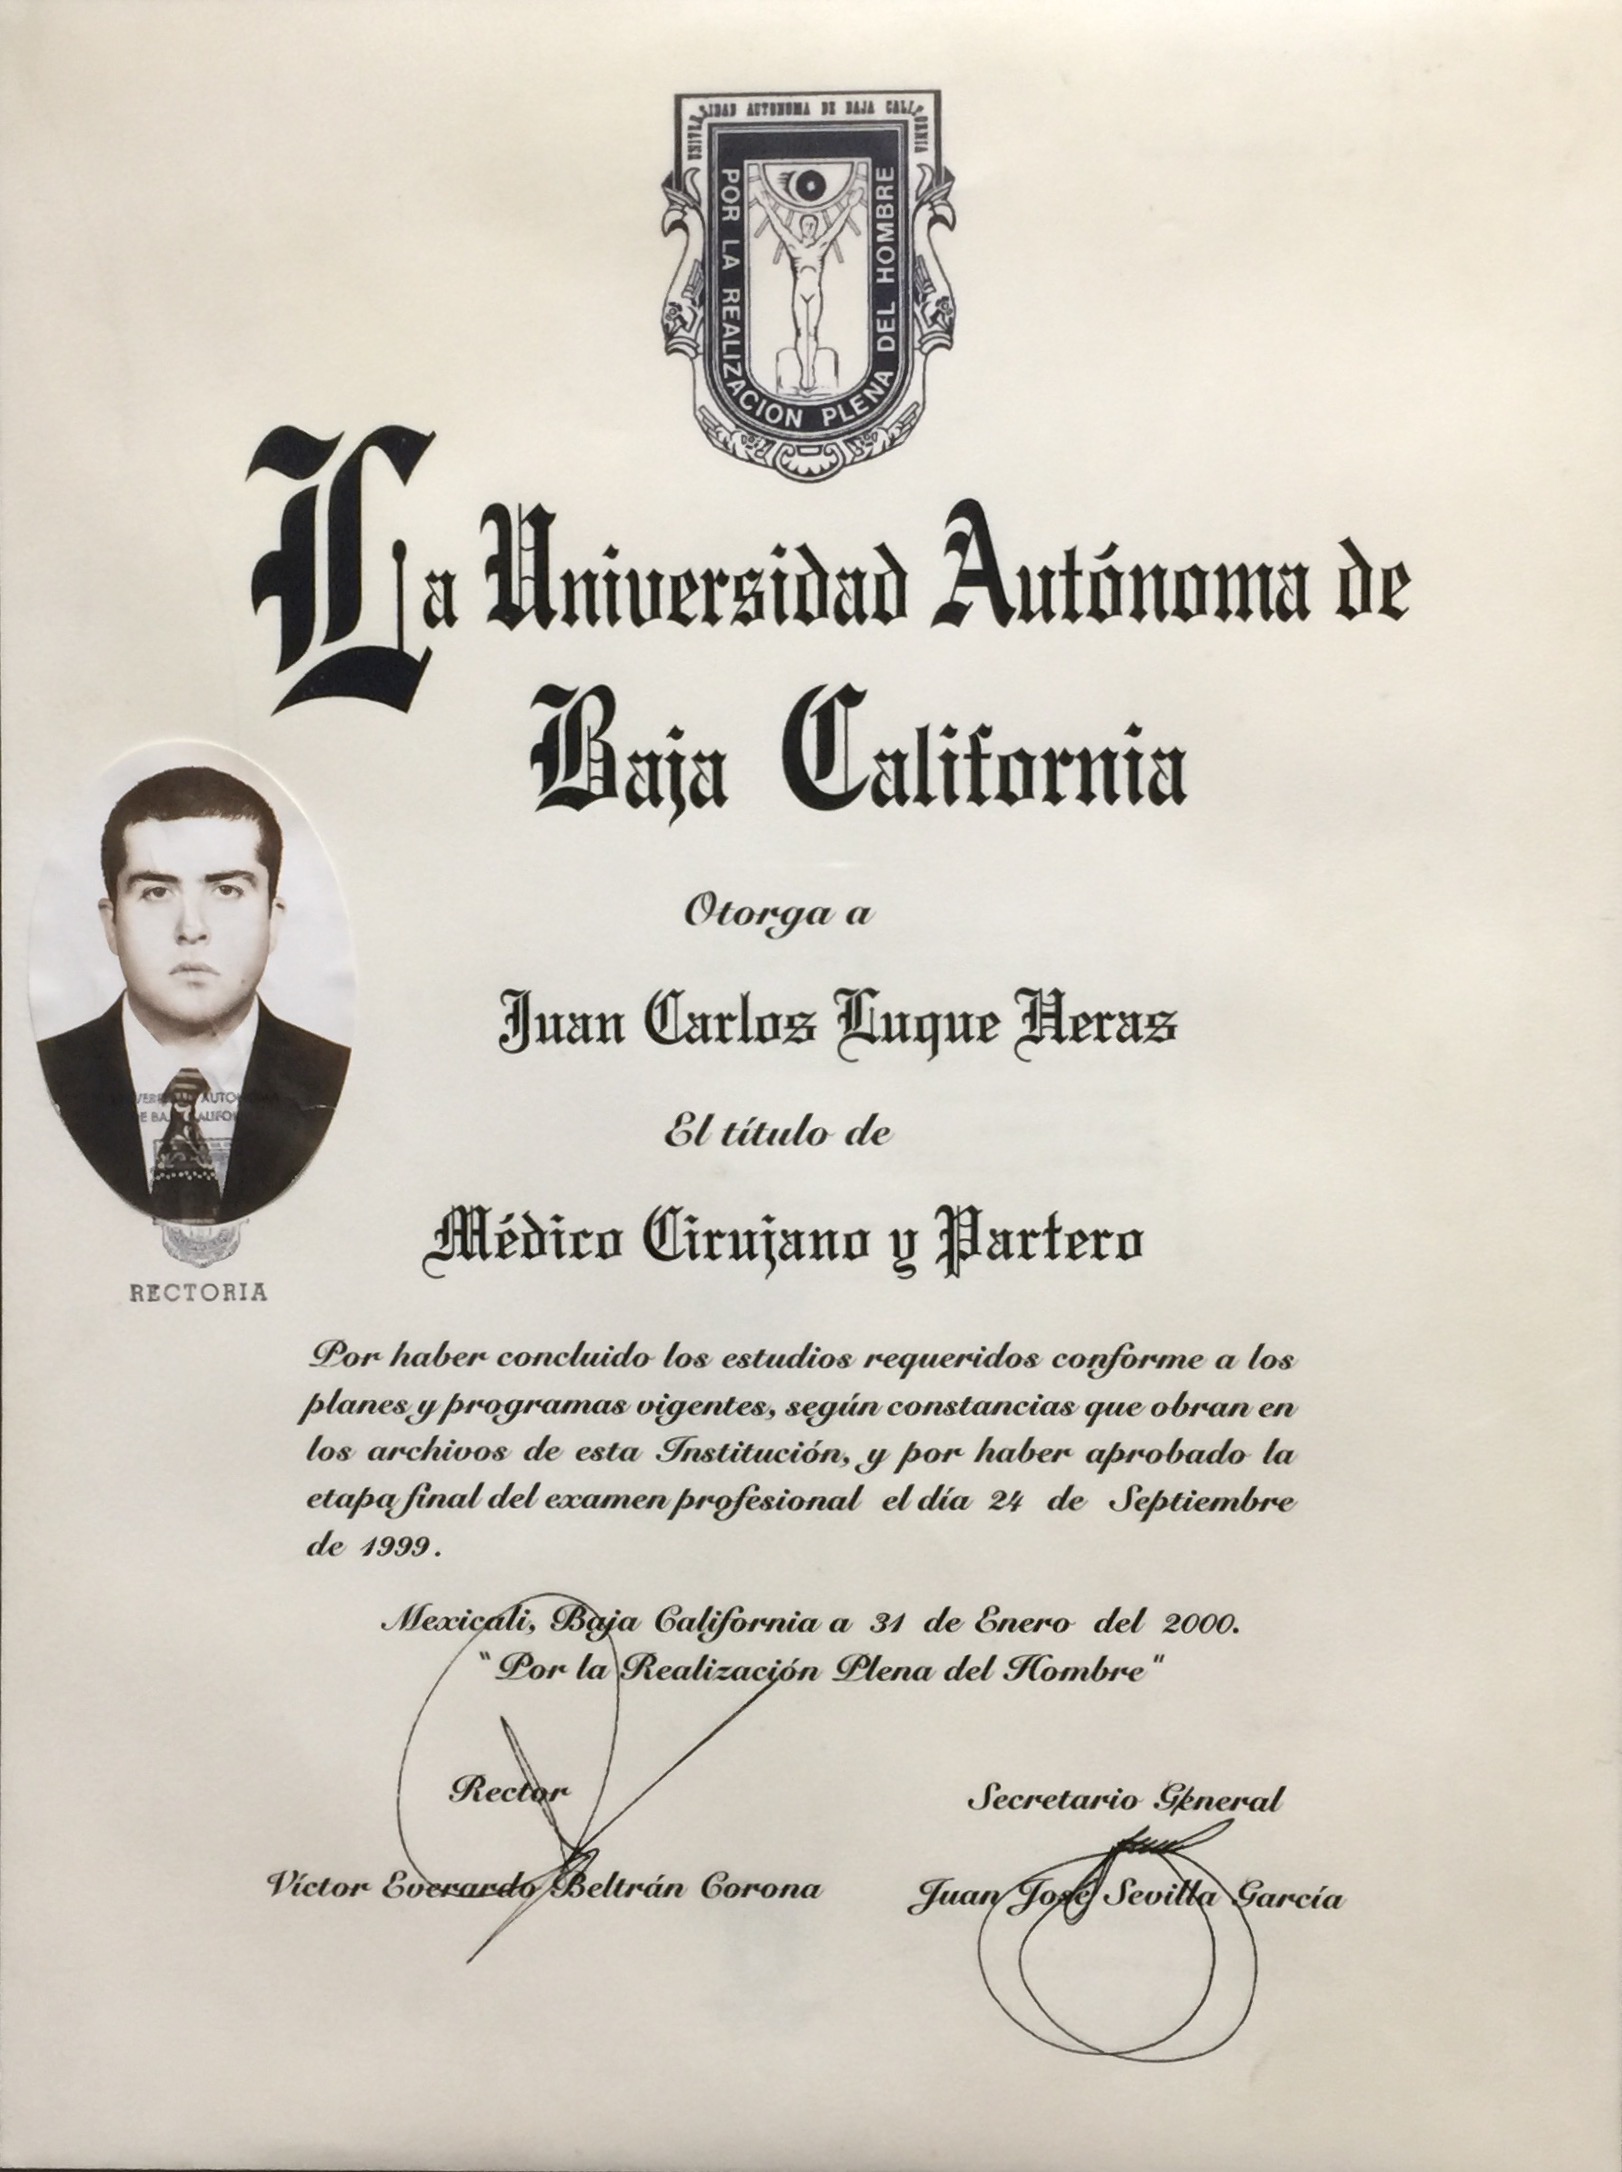 UNIVERSIDAD AUTONOMA DE BAJA CALIFORNIA
POR LA REALIZACION PLENA DEL HOMBRE
La Universidad Autónoma de
Baja California
Otorga a
Juan Carlos Luque Heras
El título de
Médico Cirujano y Partero
RECTORIA
Por haber concluido los estudios requeridos conforme a los
planes y programas vigentes, según constancias que obran en
los archivos de esta Institución, y por haber aprobado la
etapa final del examen profesional el día 24 de Septiembre
de 1999.
Mexicali, Baja California a 31 de Enero del 2000.
"Por la Realización Plena del Hombre"
Rector
Secretario General
Víctor Everardo Beltrán Corona
Juan José Sevilla García